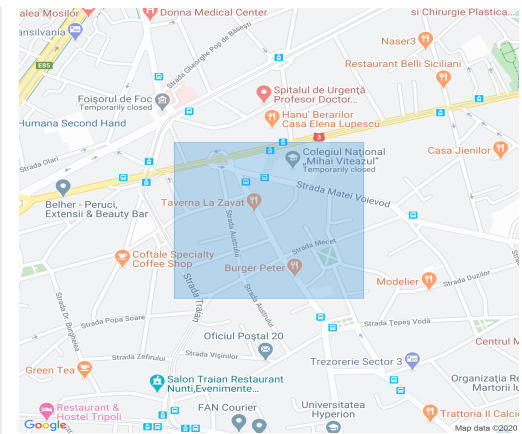 alea Mosilor
Donna Medical Center
și Chirurgie Plastica...
ansilvania
Strada Gheorghe Pop de Băsești
Naser3
Restaurant Belli Siciliani
E85
Foișorul de Foc
Temporarily closed
Spitalul de Urgență
Profesor Doctor...
Humana Second Hand
Hanu' Berarilor
Casa Elena Lupescu
3
Strada Olari
Colegiul Național
„Mihai Viteazul”
Temporarily closed
Casa Jienilor
Strada Matei Voievod
Belher - Peruci,
Extensii & Beauty Bar
Taverna La Zavat
Strada Austrului
Strada Mecet
Coftale Specialty
Coffee Shop
Burger Peter
Strada Traian
Modelier
Strada Duzilor
Strada Dr. Burghelea
Strada Popa Soare
Strada Austrului
Strada Țepeș Vodă
Oficiul Poștal 20
Centrul M
Strada Zefirului
Strada Vișinilor
Trezorerie Sector 3
Green Tea
Salon Traian Restaurant
Nunti,Evenimente...
Organizația Re
Martorii lu
Restaurant &
Hostel Tripoli
FAN Courier
Universitatea
Hyperion
Trattoria Il Calcio
Google
Map data ©2020